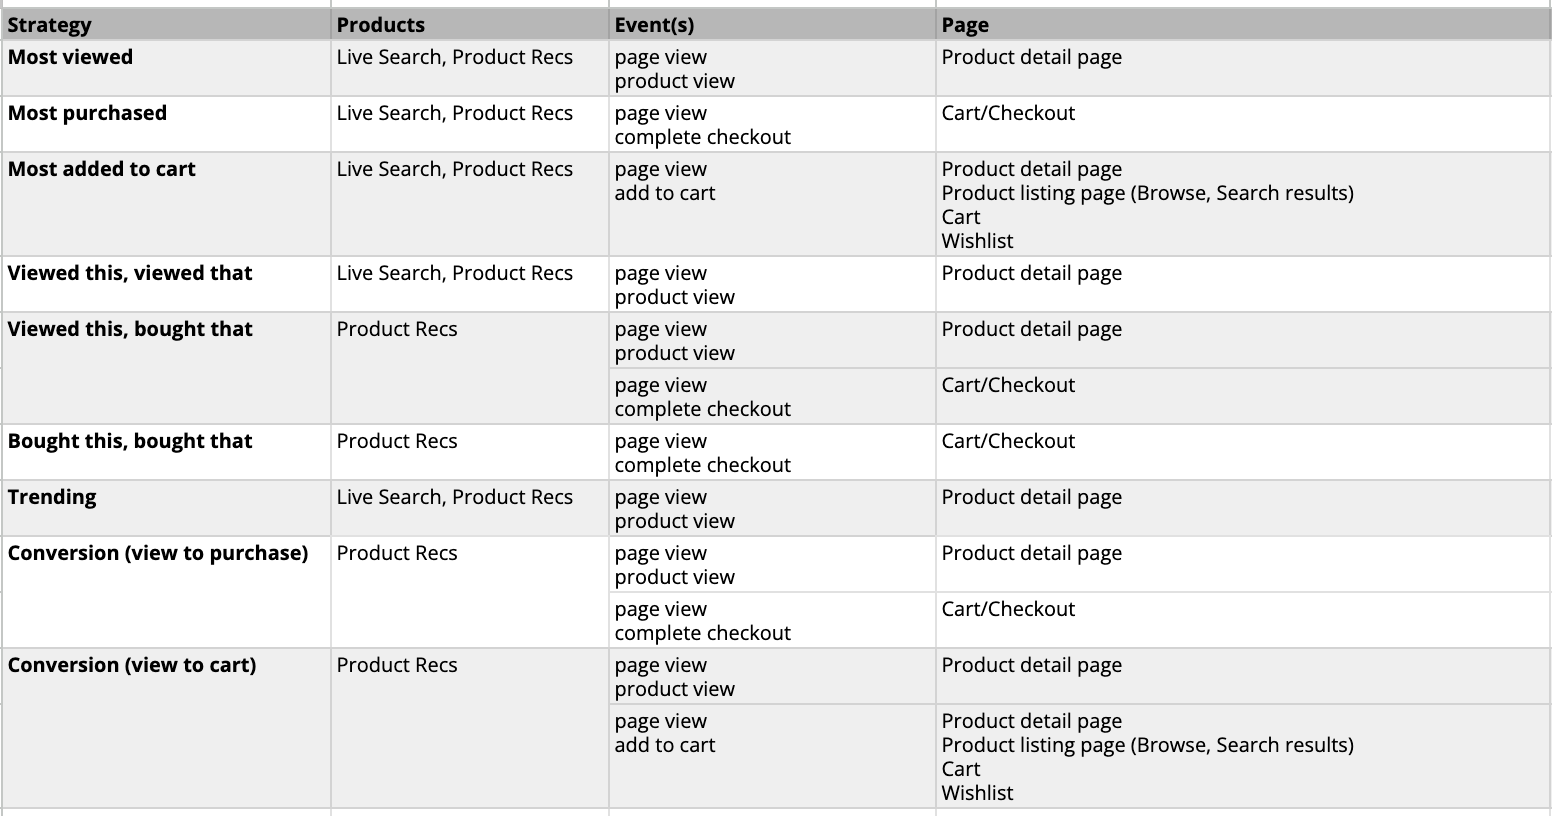 Strategy Products Event(s) Page
Most viewed Live Search, Product Recs page view Product detail page
product view
Most purchased Live Search, Product Recs page view Cart/Checkout
complete checkout
Most added to cart Live Search, Product Recs page view Product detail page
add to cart Product listing page (Browse, Search results)
Cart
Wishlist
Viewed this, viewed that Live Search, Product Recs page view Product detail page
product view
Viewed this, bought that Product Recs page view Product detail page
product view
page view Cart/Checkout
complete checkout
Bought this, bought that Product Recs page view Cart/Checkout
complete checkout
Trending Live Search, Product Recs page view Product detail page
product view
Conversion (view to purchase) Product Recs page view Product detail page
product view
page view Cart/Checkout
complete checkout
Conversion (view to cart) Product Recs page view Product detail page
product view
page view Product detail page
add to cart Product listing page (Browse, Search results)
Cart
Wishlist